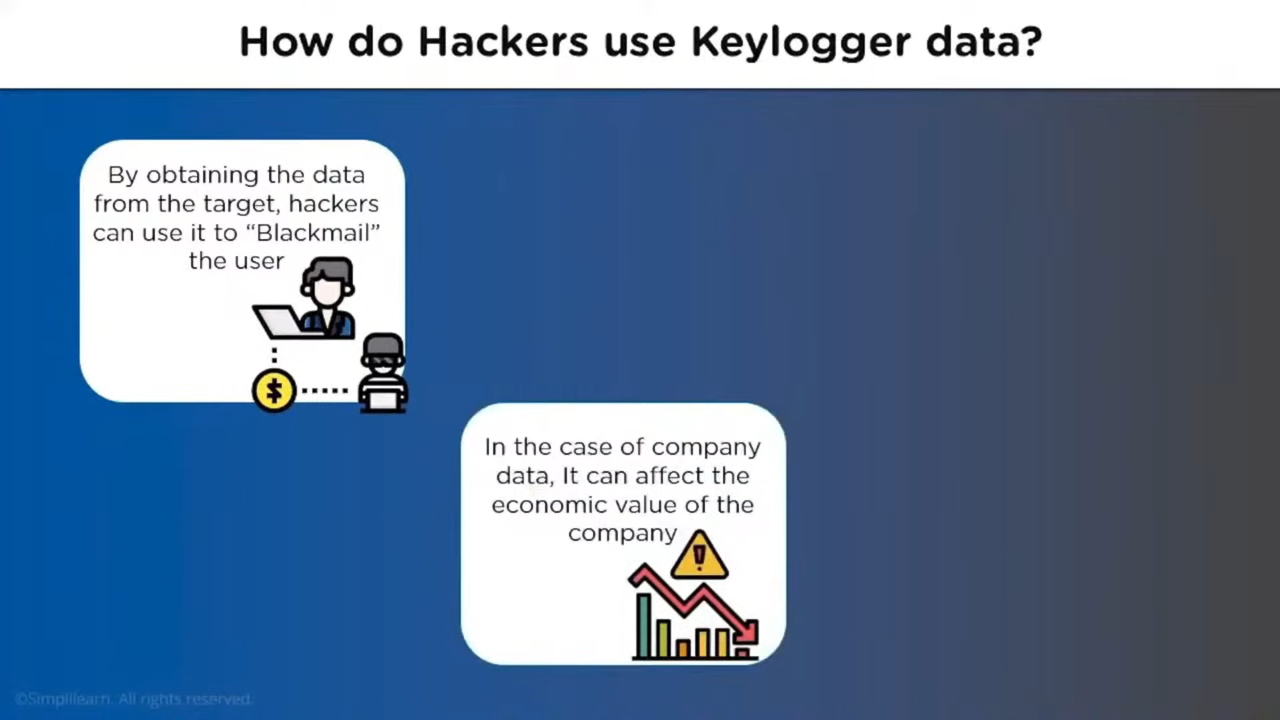 How do Hackers use Keylogger data?
By obtaining the data
from the target, hackers
can use it to “Blackmail”
the user
In the case of company
data, It can affect the
economic value of the
company
©Simplilearn. All rights reserved.